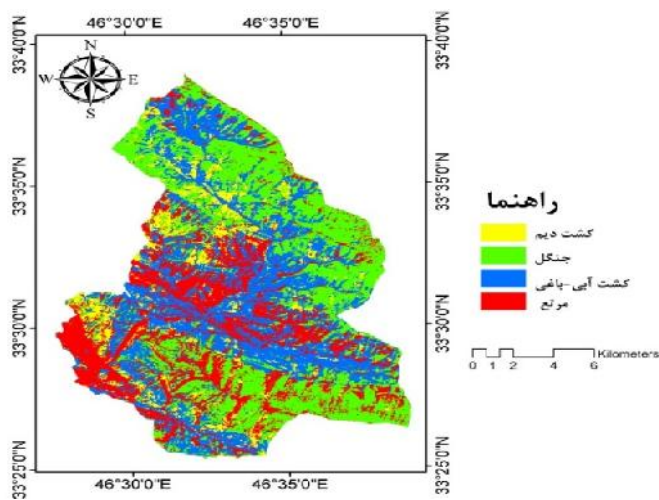 46°30'0"E 46°35'0"E
33°40'0"N 33°40'0"N
N
W E
S
33°35'0"N 33°35'0"N
راهنما
کشت دیم
جنگل
کشت آبی-باغی
مرتع
33°30'0"N 33°30'0"N
Kilometers
0 1 2 4 6
33°25'0"N 33°25'0"N
46°30'0"E 46°35'0"E